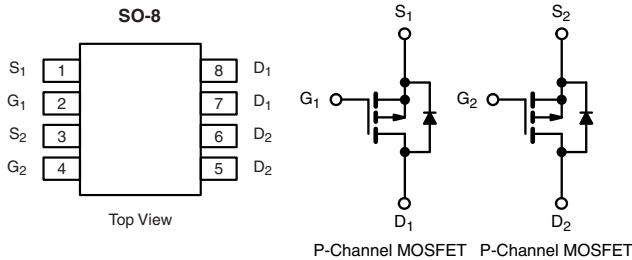 SO-8
S1 1 8 D1
G1 2 7 D1
S2 3 6 D2
G2 4 5 D2
Top View
S1
G1
D1
P-Channel MOSFET
S2
G2
D2
P-Channel MOSFET